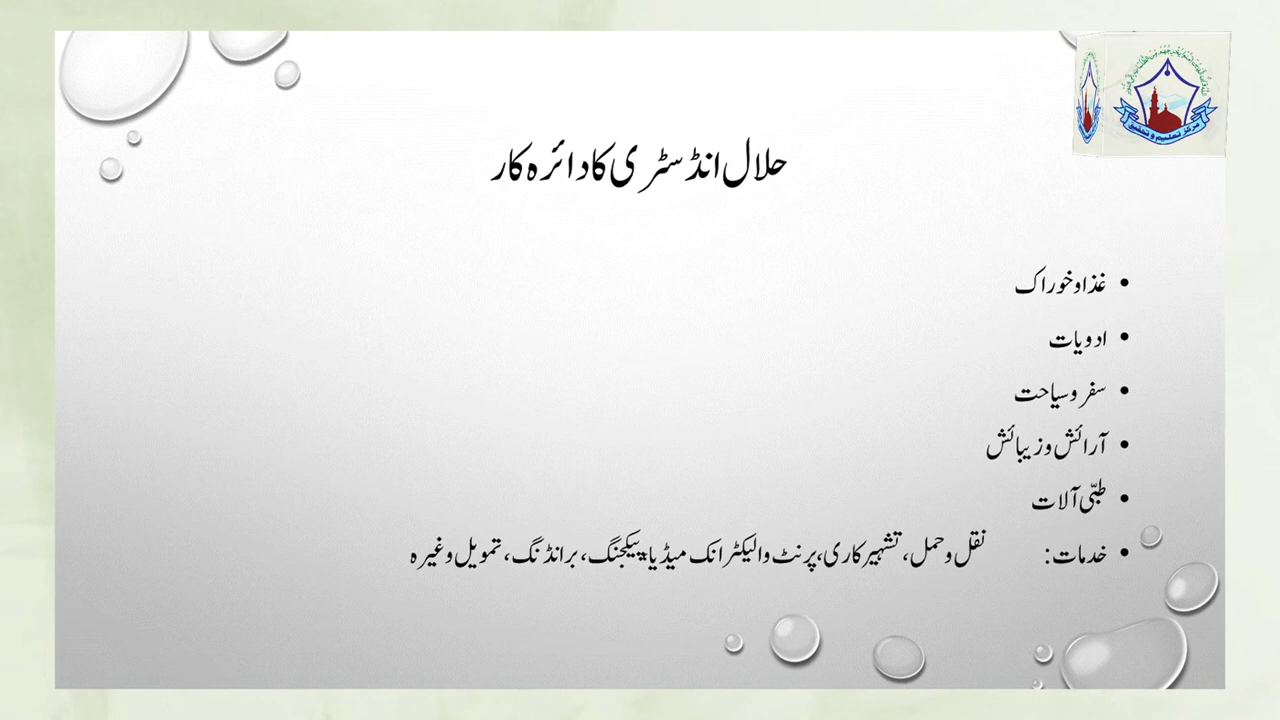 حلال انڈسٹری کا دائرہ کار
• غذا و خوراک
• ادویات
• سفر و سیاحت
• آرائش و زیبائش
• طبّی آلات
• خدمات: نقل و حمل، تشہیر کاری، پرنٹ و الیکٹرانک میڈیا، پیکجنگ، برانڈنگ، تمویل وغیرہ